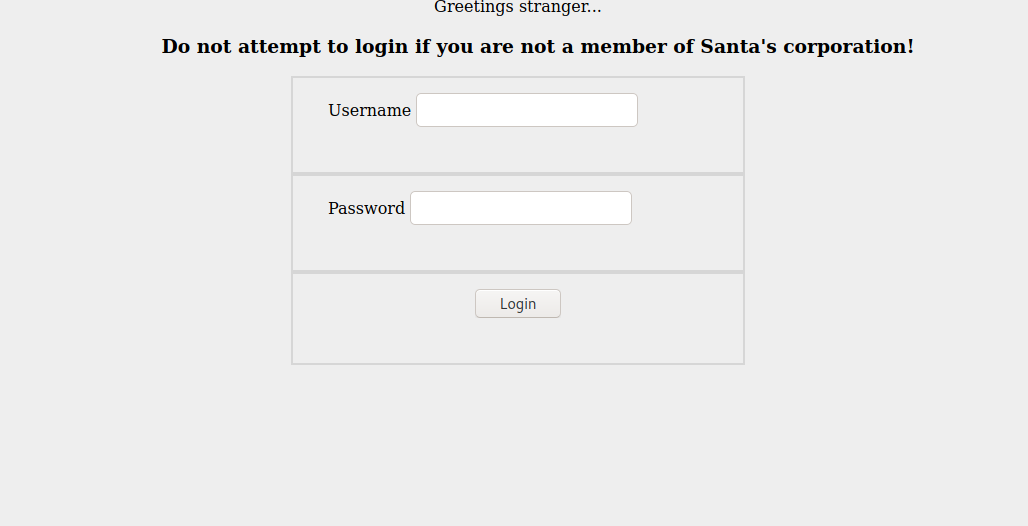 Greetings stranger...
Do not attempt to login if you are not a member of Santa's corporation!
Username
Password
Login